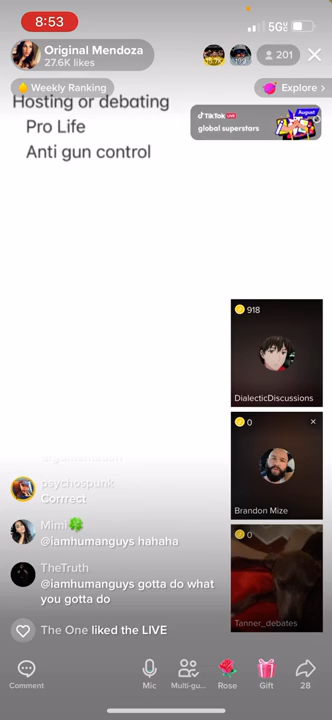 8:53
5G
Original Mendoza
27.6K likes
201
Weekly Ranking
Explore >
Hosting or debating
Pro Life
Anti gun control
TikTok LIVE
global superstars
August
918
DialecticDiscussions
0
Brandon Mize
0
Tanner_debates
psychospunk
Corrrect
Mimi🍀
@iamhumanguys hahaha
TheTruth
@iamhumanguys gotta do what
you gotta do
The One liked the LIVE
Comment
Mic
Multi-gu...
Rose
Gift
28